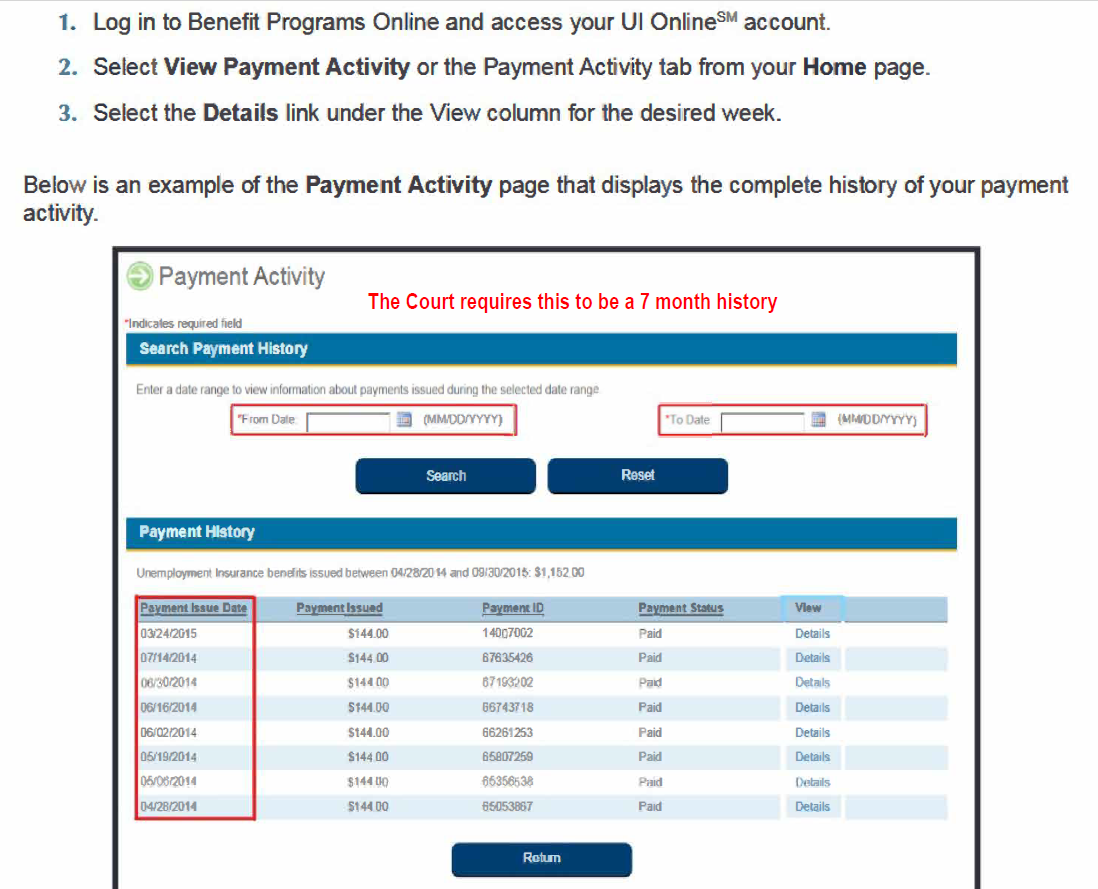 1. Log in to Benefit Programs Online and access your UI Online℠ account.
2. Select View Payment Activity or the Payment Activity tab from your Home page.
3. Select the Details link under the View column for the desired week.
Below is an example of the Payment Activity page that displays the complete history of your payment
activity.
Payment Activity
The Court requires this to be a 7 month history
*Indicates required field
Search Payment History
Enter a date range to view information about payments issued during the selected date range.
*From Date: (MM/DD/YYYY) *To Date (MM/DD/YYYY)
Search Reset
Payment History
Unemployment Insurance benefits issued between 04/28/2014 and 09/30/2015: $1,152.00
Payment Issue Date Payment Issued Payment ID Payment Status View
03/24/2015 $144.00 14007002 Paid Details
07/14/2014 $144.00 67635426 Paid Details
06/30/2014 $144.00 67193202 Paid Details
06/16/2014 $144.00 66743718 Paid Details
06/02/2014 $144.00 66261253 Paid Details
05/19/2014 $144.00 65807259 Paid Details
05/06/2014 $144.00 65356538 Paid Details
04/28/2014 $144.00 65053867 Paid Details
Return